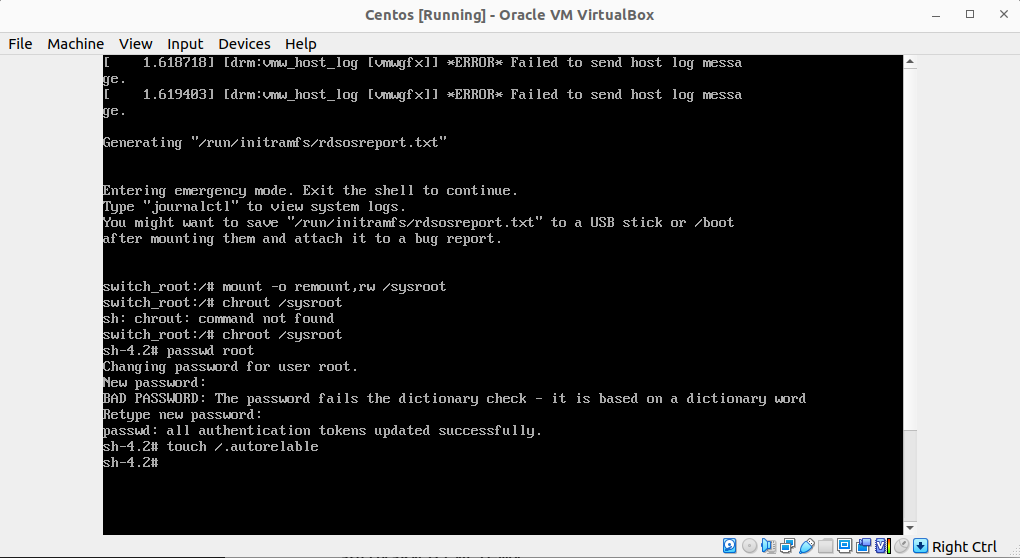 Centos [Running] - Oracle VM VirtualBox
File Machine View Input Devices Help
[    1.618718] [drm:vmw_host_log [vmwgfx]] *ERROR* Failed to send host log messa
ge.
[    1.619403] [drm:vmw_host_log [vmwgfx]] *ERROR* Failed to send host log messa
ge.
Generating "/run/initramfs/rdsosreport.txt"
Entering emergency mode. Exit the shell to continue.
Type "journalctl" to view system logs.
You might want to save "/run/initramfs/rdsosreport.txt" to a USB stick or /boot
after mounting them and attach it to a bug report.
switch_root:/# mount -o remount,rw /sysroot
switch_root:/# chrout /sysroot
sh: chrout: command not found
switch_root:/# chroot /sysroot
sh-4.2# passwd root
Changing password for user root.
New password:
BAD PASSWORD: The password fails the dictionary check - it is based on a dictionary word
Retype new password:
passwd: all authentication tokens updated successfully.
sh-4.2# touch /.autorelable
sh-4.2#
Right Ctrl